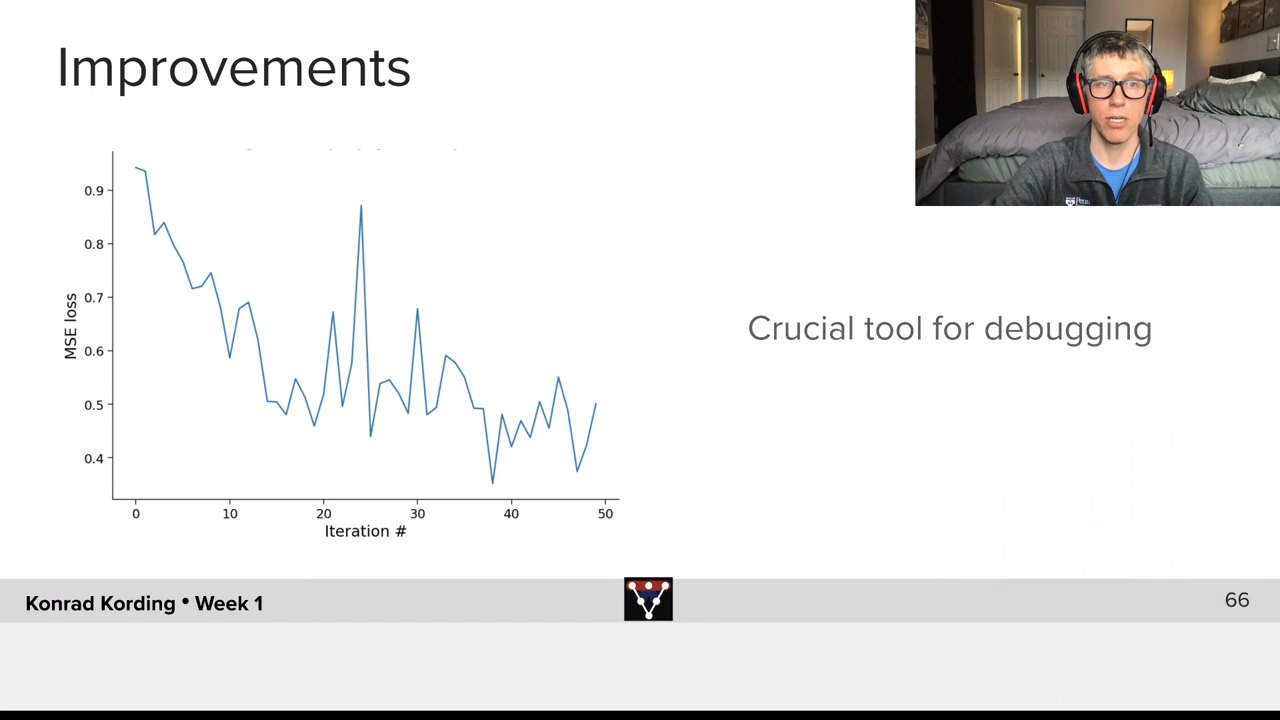 Improvements
0.9
0.8
0.7
0.6
0.5
0.4
MSE loss
0 10 20 30 40 50
Iteration #
Crucial tool for debugging
Konrad Kording • Week 1
66
Penn